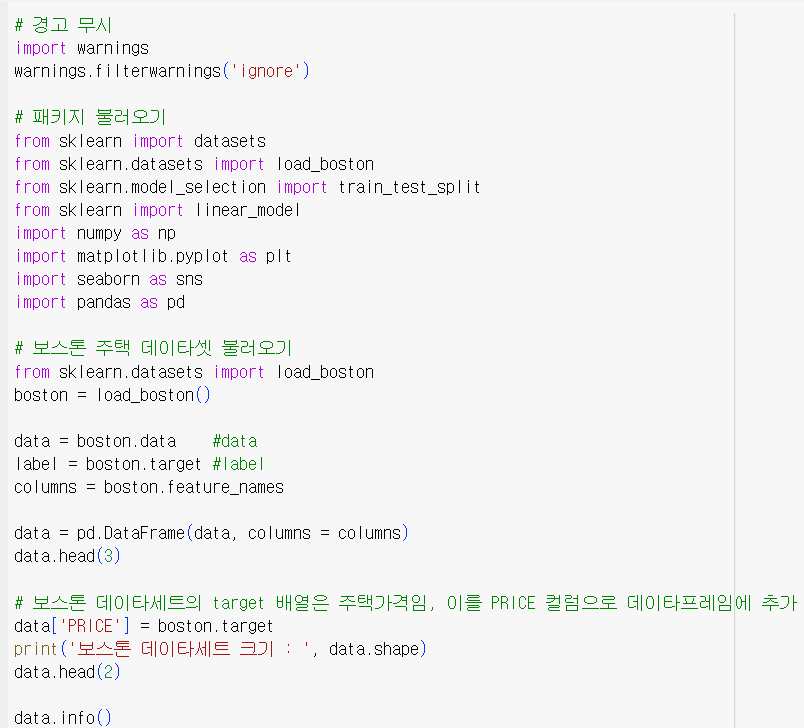 # 경고 무시
import warnings
warnings.filterwarnings('ignore')
# 패키지 불러오기
from sklearn import datasets
from sklearn.datasets import load_boston
from sklearn.model_selection import train_test_split
from sklearn import linear_model
import numpy as np
import matplotlib.pyplot as plt
import seaborn as sns
import pandas as pd
# 보스톤 주택 데이타셋 불러오기
from sklearn.datasets import load_boston
boston = load_boston()
data = boston.data    #data
label = boston.target #label
columns = boston.feature_names
data = pd.DataFrame(data, columns = columns)
data.head(3)
# 보스톤 데이타세트의 target 배열은 주택가격임, 이를 PRICE 컬럼으로 데이타프레임에 추가
data['PRICE'] = boston.target
print('보스톤 데이타세트 크기 : ', data.shape)
data.head(2)
data.info()